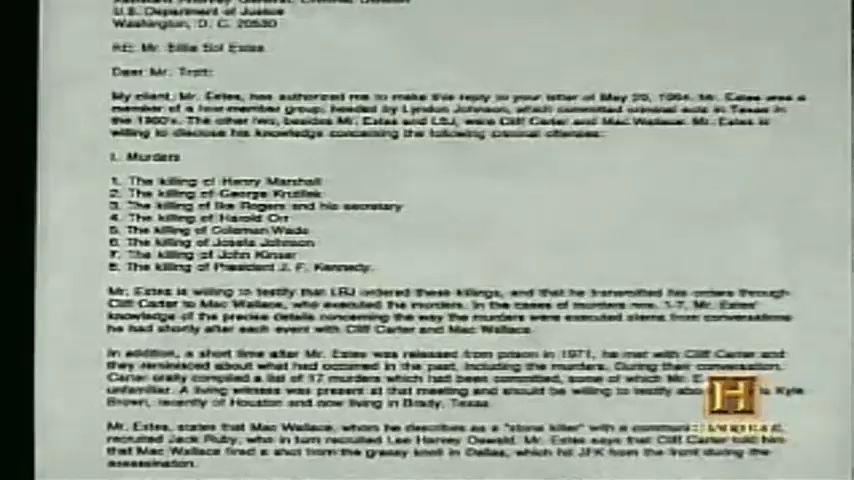 Assistant Attorney General, Criminal Division
U.S. Department of Justice
Washington, D. C. 20530
RE: Mr. Billie Sol Estes
Dear Mr. Trott:
My client, Mr. Estes, has authorized me to make this reply to your letter of May 29, 1984. Mr. Estes was a
member of a four-member group, headed by Lyndon Johnson, which committed criminal acts in Texas in
the 1960's. The other two, besides Mr. Estes and LBJ, were Cliff Carter and Mac Wallace. Mr. Estes is
willing to disclose his knowledge concerning the following criminal offenses:
I. Murders
1. The killing of Henry Marshall
2. The killing of George Krutilek
3. The killing of Ike Rogers and his secretary
4. The killing of Harold Orr
5. The killing of Coleman Wade
6. The killing of Josefa Johnson
7. The killing of John Kinser
8. The killing of President J. F. Kennedy.
Mr. Estes is willing to testify that LBJ ordered these killings, and that he transmitted his orders through
Cliff Carter to Mac Wallace, who executed the murders. In the cases of murders nos. 1-7, Mr. Estes'
knowledge of the precise details concerning the way the murders were executed stems from conversations
he had shortly after each event with Cliff Carter and Mac Wallace.
In addition, a short time after Mr. Estes was released from prison in 1971, he met with Cliff Carter and
they reminisced about what had occurred in the past, including the murders. During their conversation,
Carter orally compiled a list of 17 murders which had been committed, some of which Mr. E
unfamiliar. A living witness was present at that meeting and should be willing to testify abo Kyle
Brown, recently of Houston and now living in Brady, Texas.
Mr. Estes, states that Mac Wallace, whom he describes as a "stone killer" with a commun
recruited Jack Ruby, who in turn recruited Lee Harvey Oswald. Mr. Estes says that Cliff Carter told him
that Mac Wallace fired a shot from the grassy knoll in Dallas, which hit JFK from the front during the
assassination.
H